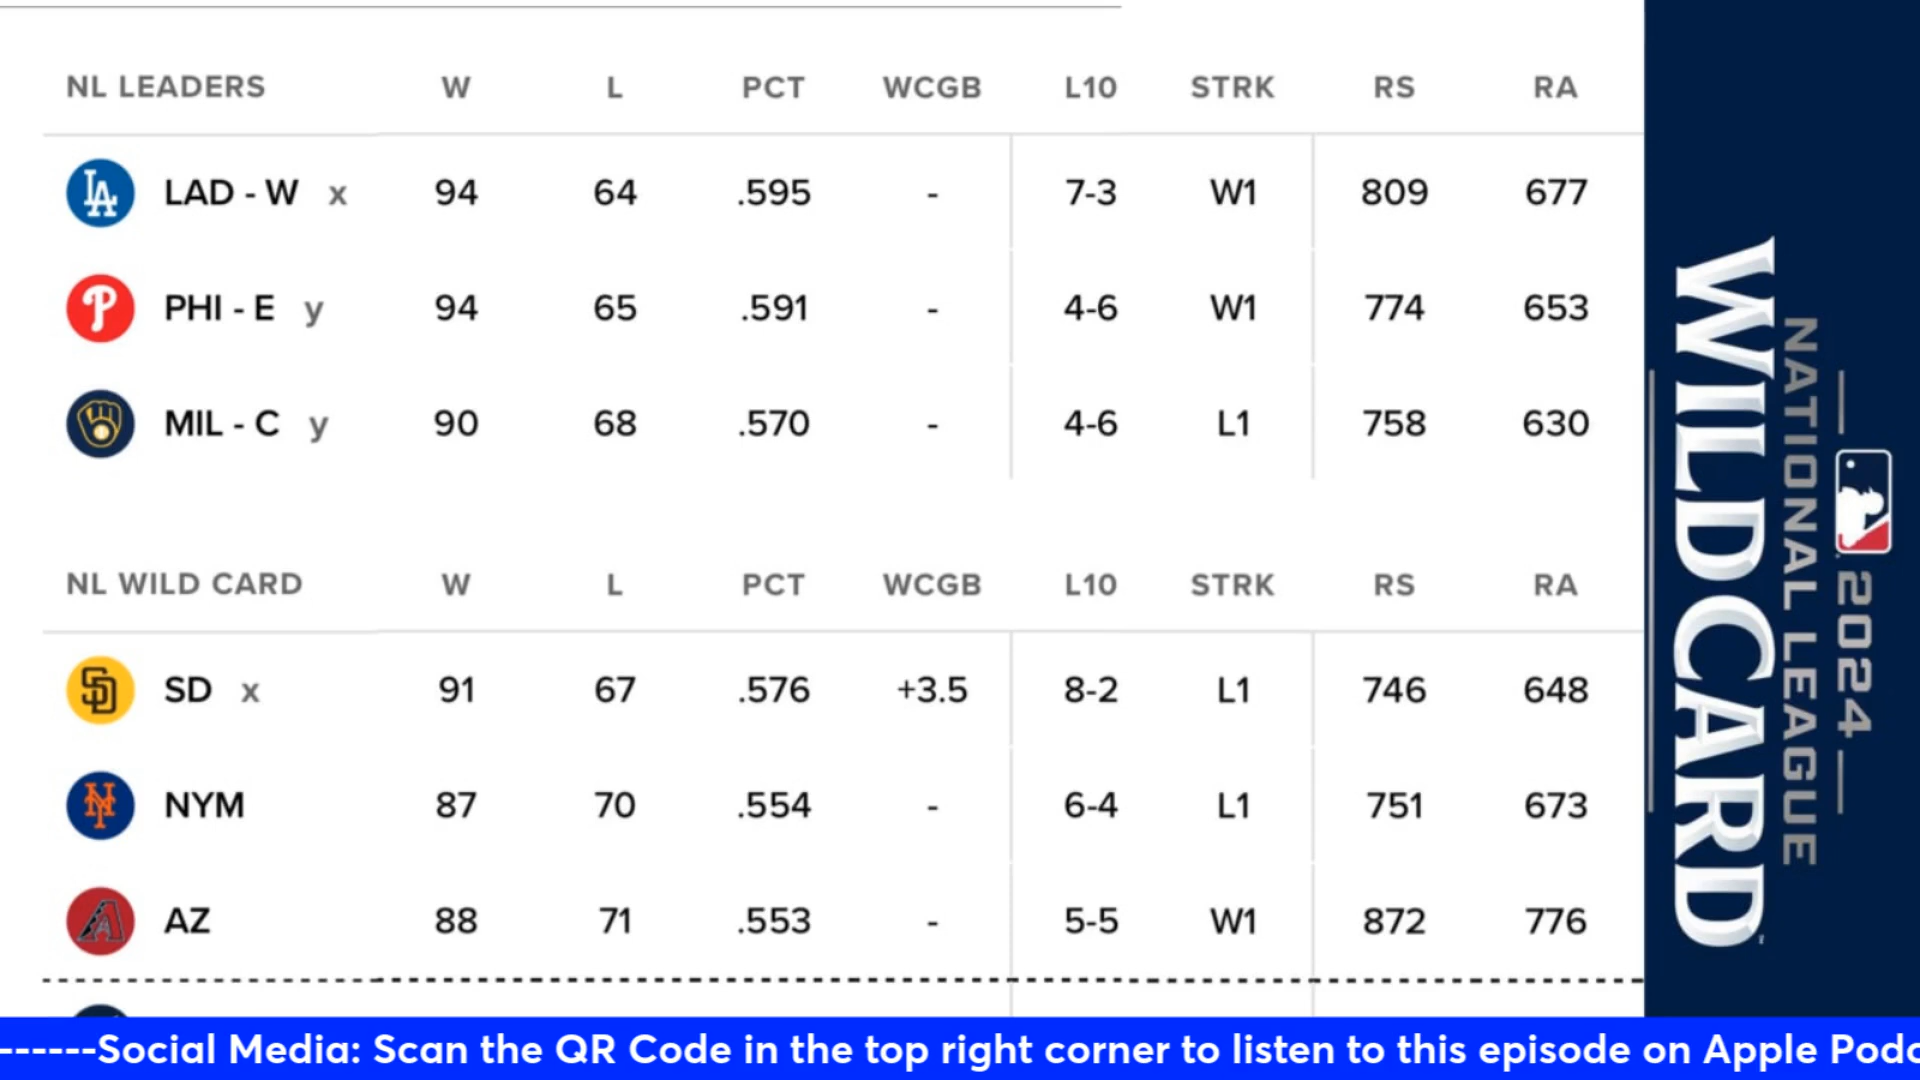 NL LEADERS W L PCT WCGB L10 STRK RS RA
LAD - W x 94 64 .595 - 7-3 W1 809 677
PHI - E y 94 65 .591 - 4-6 W1 774 653
MIL - C y 90 68 .570 - 4-6 L1 758 630
NL WILD CARD W L PCT WCGB L10 STRK RS RA
SD x 91 67 .576 +3.5 8-2 L1 746 648
NYM 87 70 .554 - 6-4 L1 751 673
AZ 88 71 .553 - 5-5 W1 872 776
2024
NATIONAL LEAGUE
WILD CARD
------Social Media: Scan the QR Code in the top right corner to listen to this episode on Apple Podc